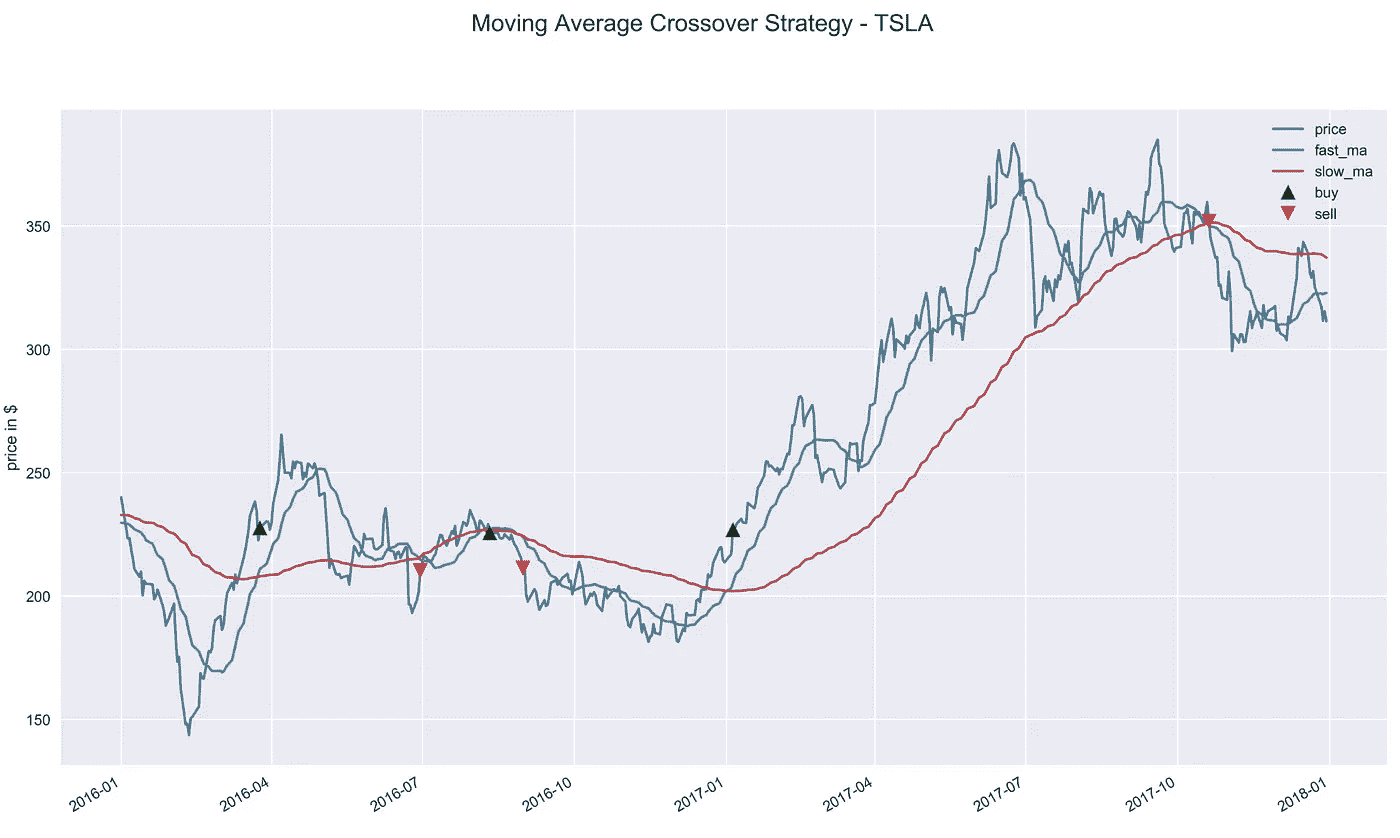 Moving Average Crossover Strategy - TSLA
price
fast_ma
slow_ma
buy
sell
350
300
250
200
150
price in $
2016-01
2016-04
2016-07
2016-10
2017-01
2017-04
2017-07
2017-10
2018-01